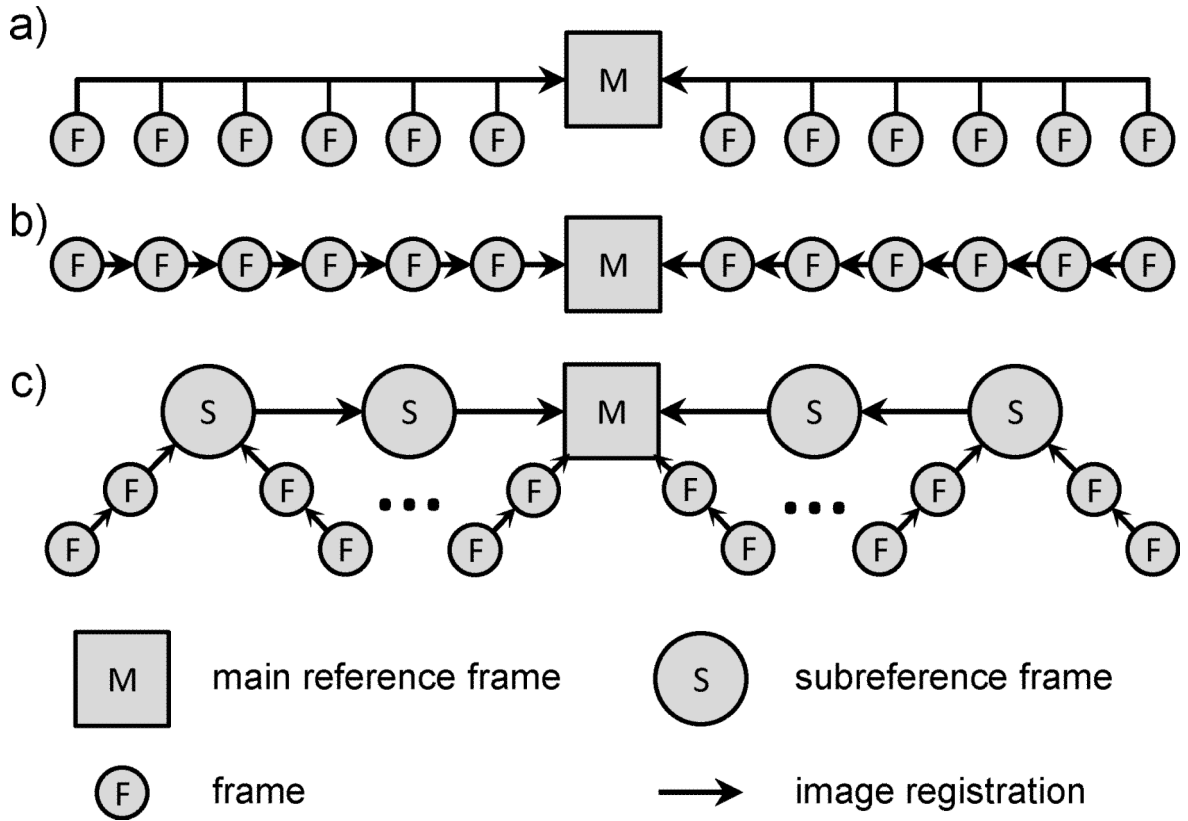 a)
M
F F F F F F F F F F F F
b)
F F F F F F M F F F F F F
c)
S S M S S
F F F F F F
F F F F F F
M main reference frame S subreference frame
F frame image registration